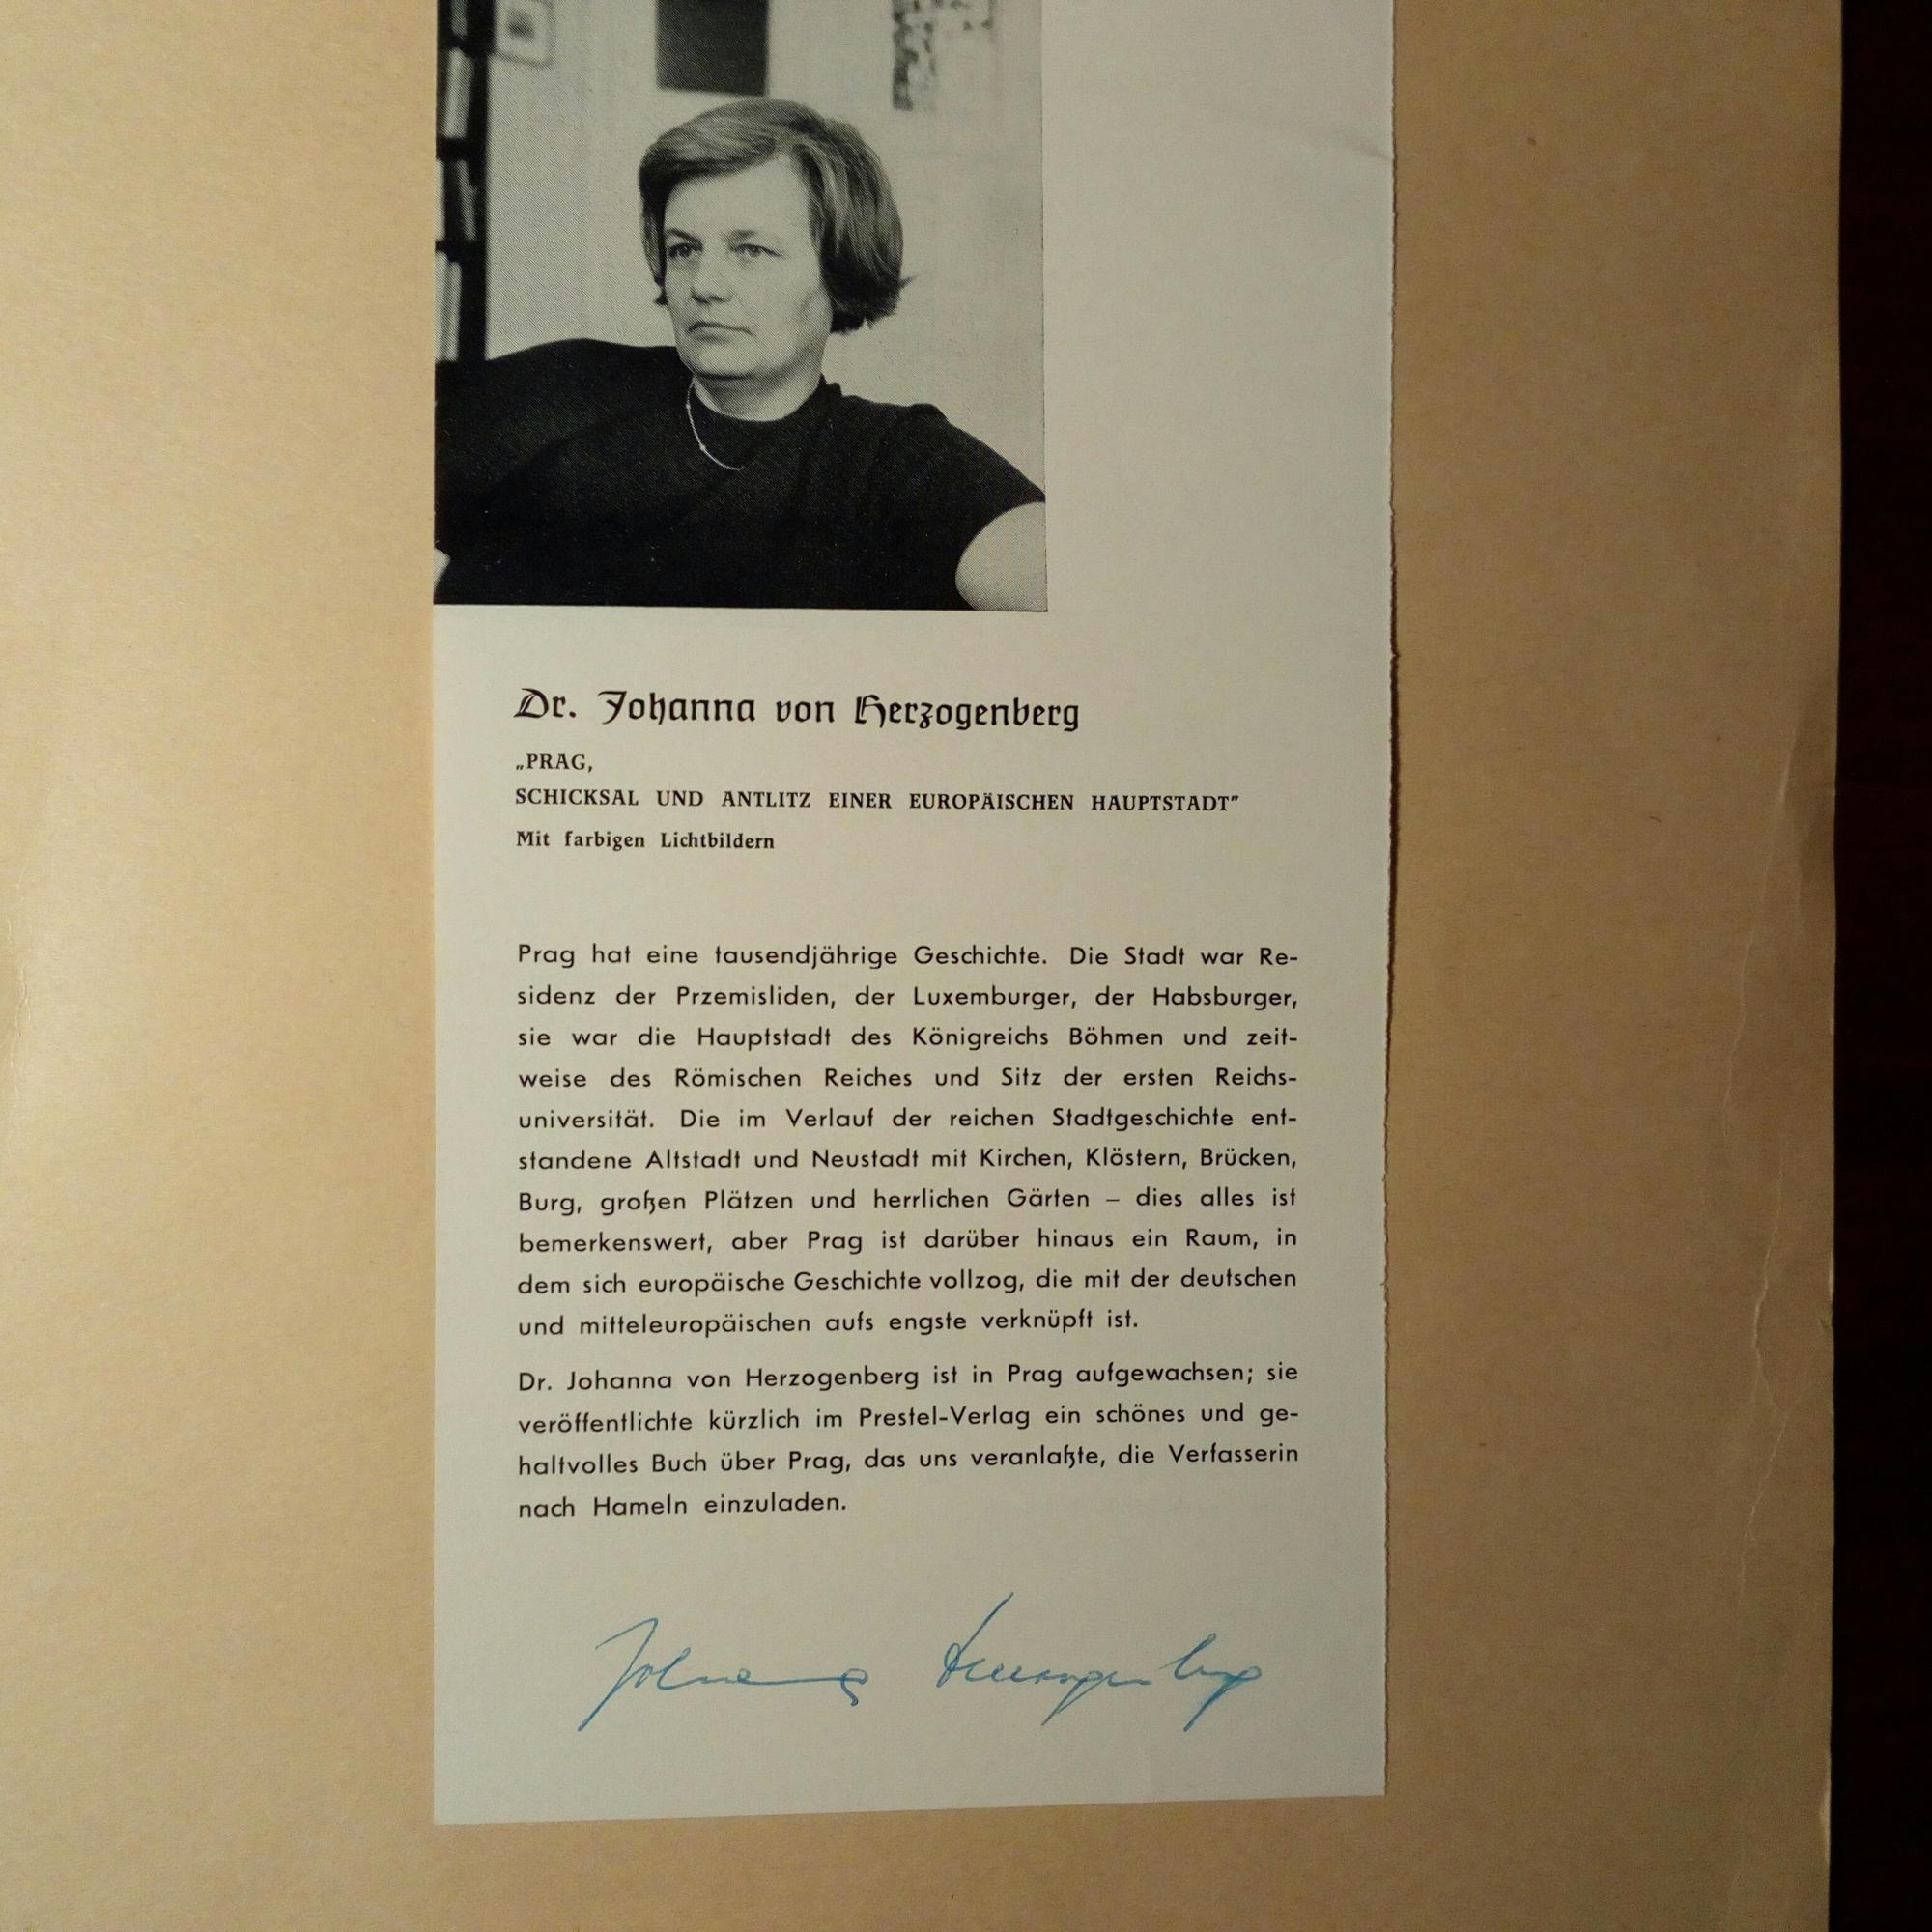 Dr. Johanna von Herzogenberg
„PRAG,
SCHICKSAL UND ANTLITZ EINER EUROPÄISCHEN HAUPTSTADT"
Mit farbigen Lichtbildern
Prag hat eine tausendjährige Geschichte. Die Stadt war Re-
sidenz der Przemisliden, der Luxemburger, der Habsburger,
sie war die Hauptstadt des Königreichs Böhmen und zeit-
weise des Römischen Reiches und Sitz der ersten Reichs-
universität. Die im Verlauf der reichen Stadtgeschichte ent-
standene Altstadt und Neustadt mit Kirchen, Klöstern, Brücken,
Burg, großen Plätzen und herrlichen Gärten – dies alles ist
bemerkenswert, aber Prag ist darüber hinaus ein Raum, in
dem sich europäische Geschichte vollzog, die mit der deutschen
und mitteleuropäischen aufs engste verknüpft ist.
Dr. Johanna von Herzogenberg ist in Prag aufgewachsen; sie
veröffentlichte kürzlich im Prestel-Verlag ein schönes und ge-
haltvolles Buch über Prag, das uns veranlaßte, die Verfasserin
nach Hameln einzuladen.
Johanna Herzogenberg